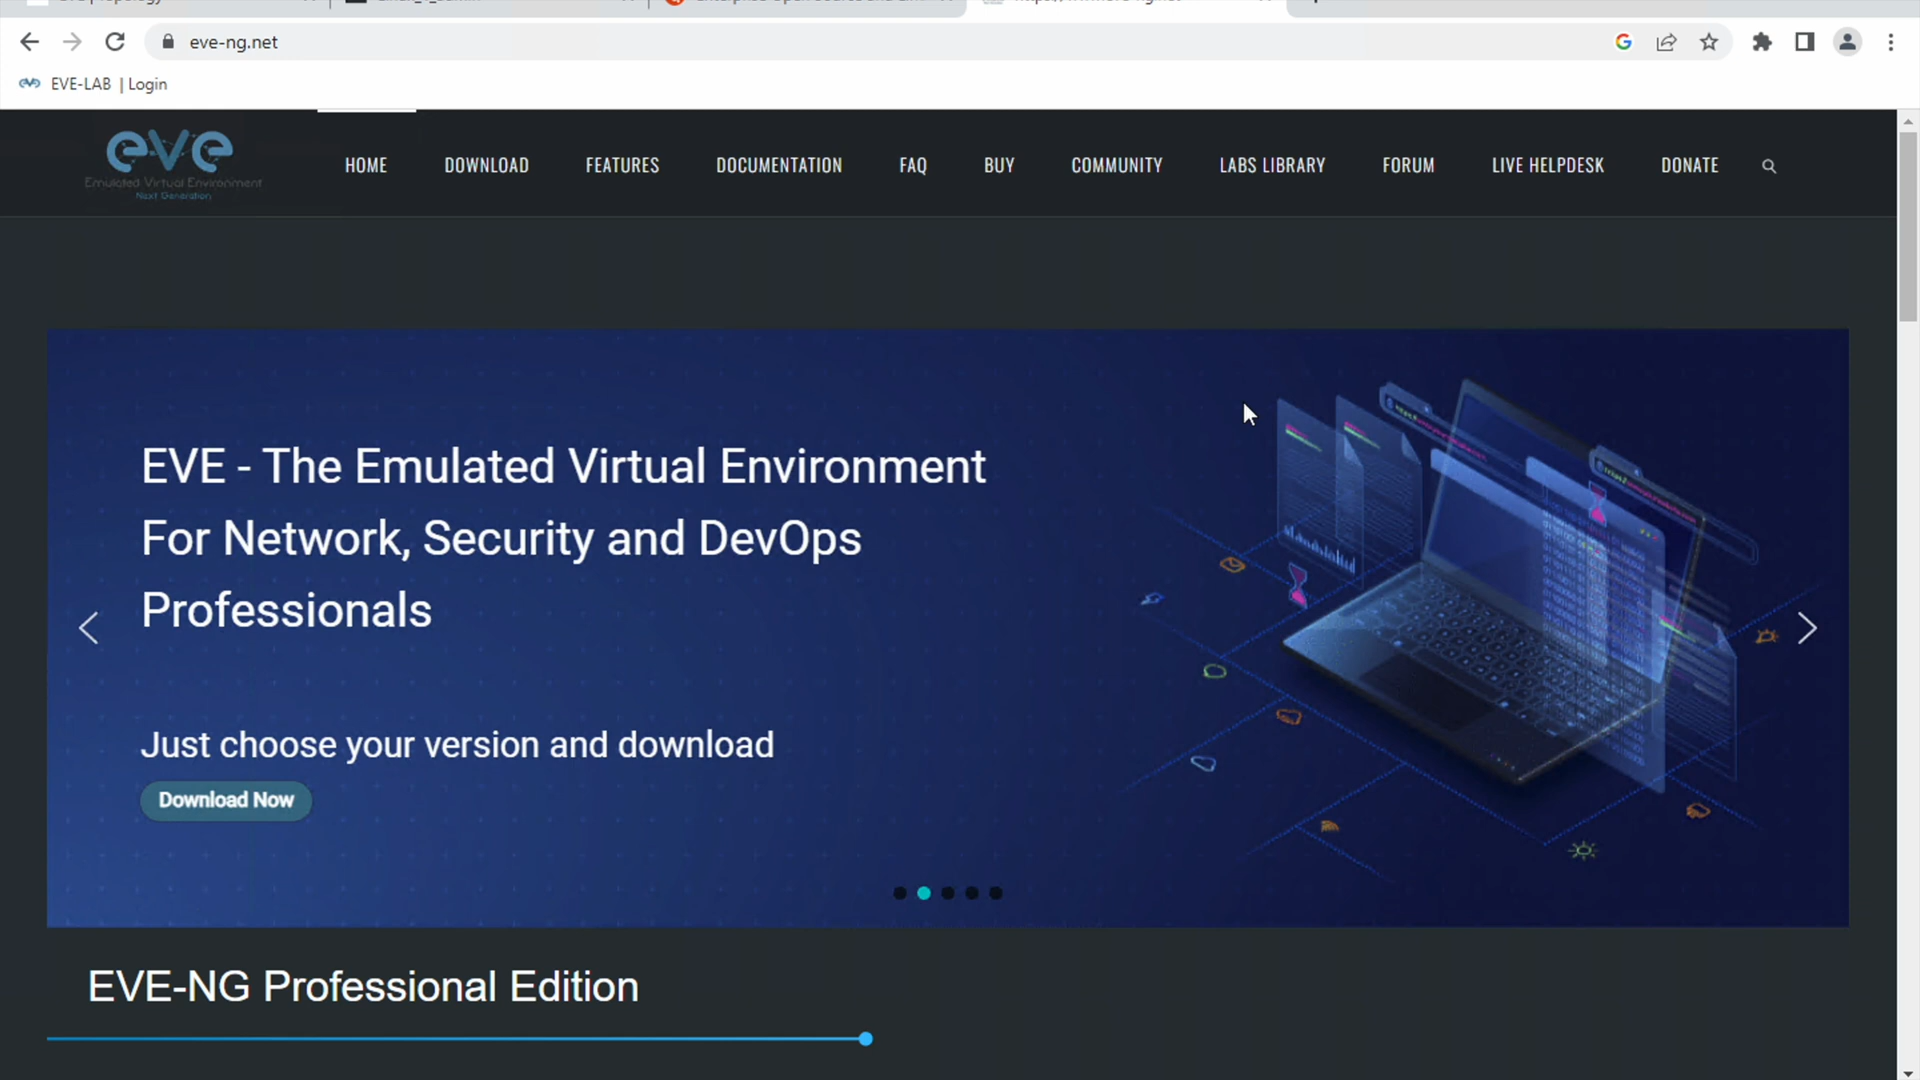 eve-ng.net
EVE-LAB | Login
eve
Emulated Virtual Environment
Next Generation
HOME
DOWNLOAD
FEATURES
DOCUMENTATION
FAQ
BUY
COMMUNITY
LABS LIBRARY
FORUM
LIVE HELPDESK
DONATE
EVE - The Emulated Virtual Environment
For Network, Security and DevOps
Professionals
Just choose your version and download
Download Now
EVE-NG Professional Edition